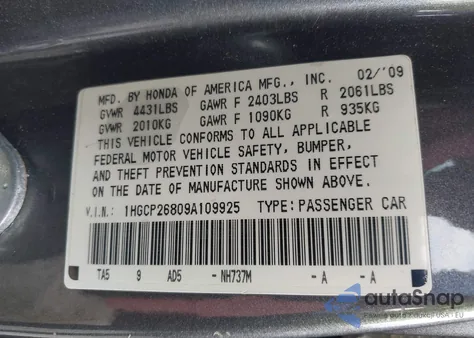 MFD. BY HONDA OF AMERICA MFG., INC. 02/'09
GVWR 4431LBS GAWR F 2403LBS R 2061LBS
GVWR 2010KG GAWR F 1090KG R 935KG
THIS VEHICLE CONFORMS TO ALL APPLICABLE
FEDERAL MOTOR VEHICLE SAFETY, BUMPER,
AND THEFT PREVENTION STANDARDS IN EFFECT
ON THE DATE OF MANUFACTURE SHOWN ABOVE.
V.I.N.: 1HGCP26809A109925 TYPE:PASSENGER CAR
TA5 9 AD5 - NH737M -A -A
autoSnap